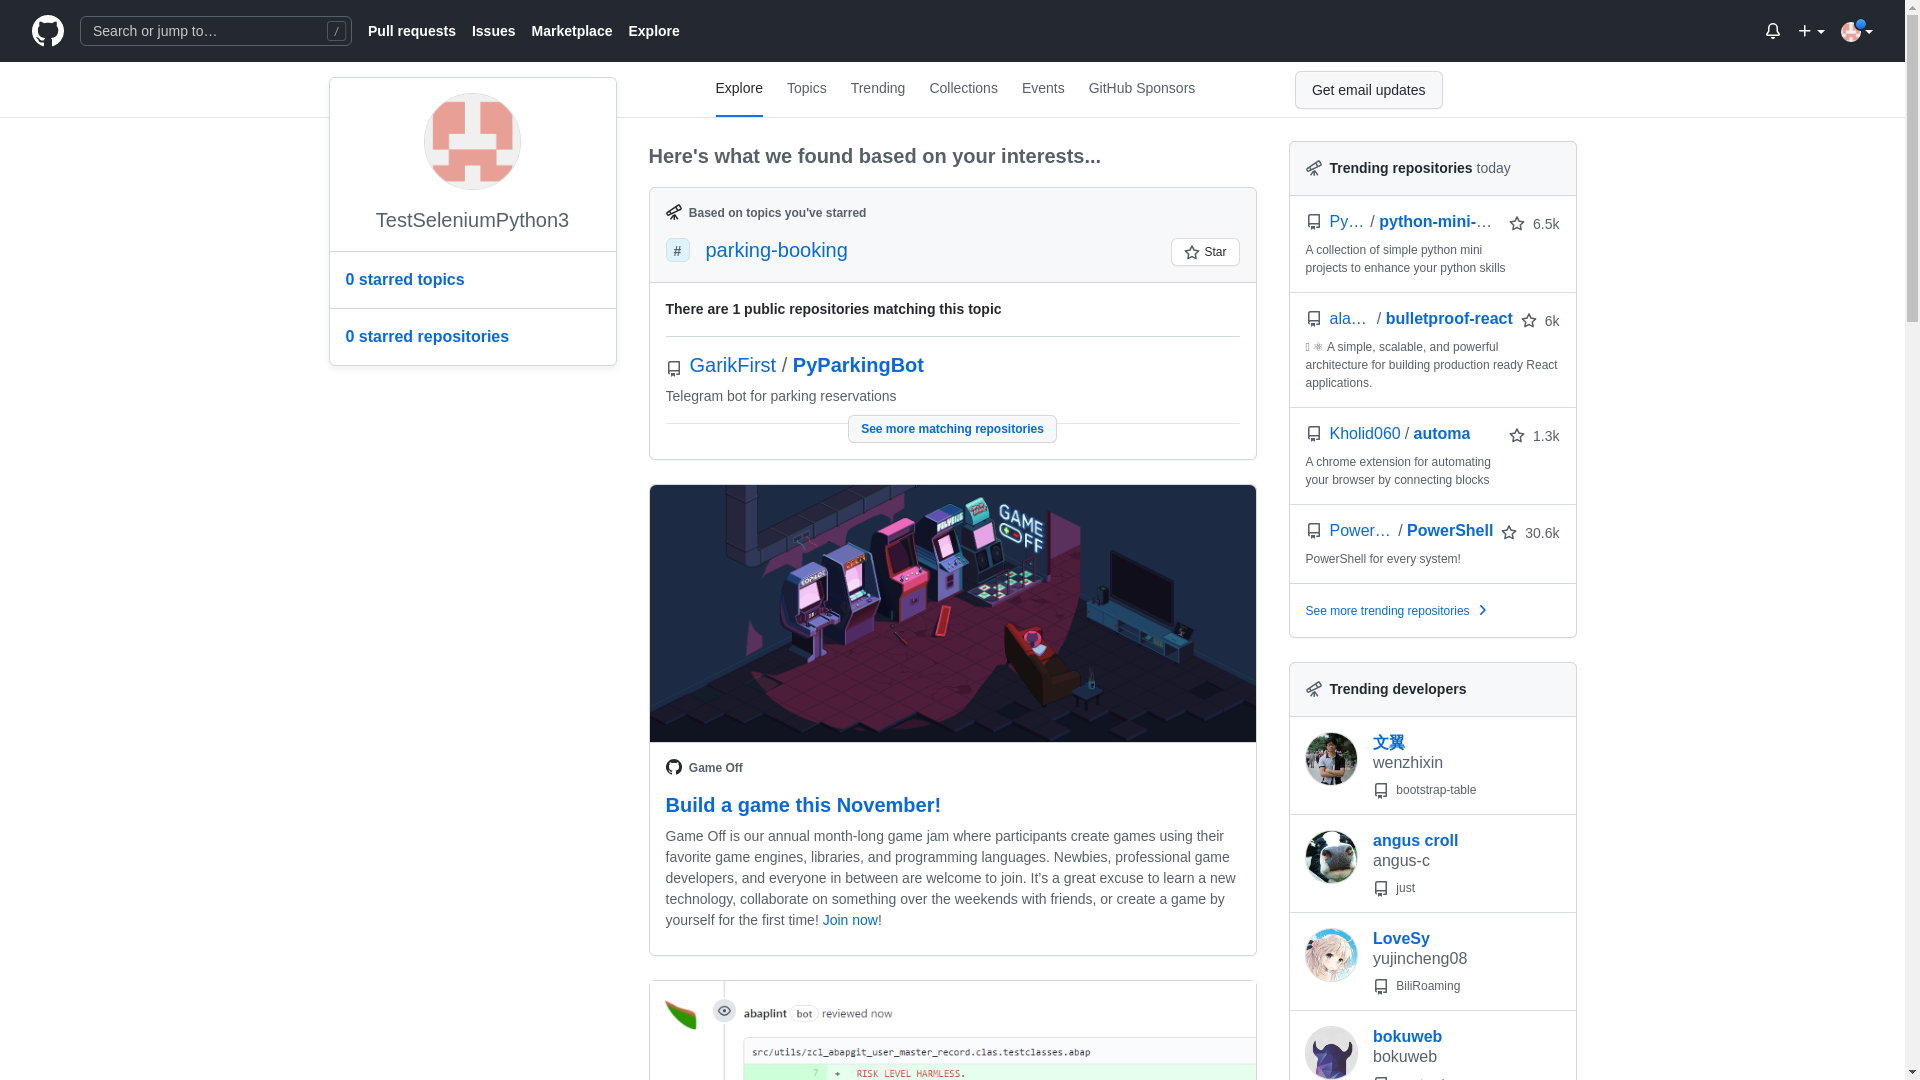 Search or jump to…
/
Pull requests
Issues
Marketplace
Explore
Explore
Topics
Trending
Collections
Events
GitHub Sponsors
Get email updates
TestSeleniumPython3
0 starred topics
0 starred repositories
Here's what we found based on your interests...
Based on topics you've starred
# parking-booking
Star
There are 1 public repositories matching this topic
GarikFirst / PyParkingBot
Telegram bot for parking reservations
See more matching repositories
GAME OFF
Game Off
Build a game this November!
Game Off is our annual month-long game jam where participants create games using their
favorite game engines, libraries, and programming languages. Newbies, professional game
developers, and everyone in between are welcome to join. It’s a great excuse to learn a new
technology, collaborate on something over the weekends with friends, or create a game by
yourself for the first time! Join now!
abaplint bot reviewed now
src/utils/zcl_abapgit_user_master_record.clas.testclasses.abap
7 + RISK LEVEL HARMLESS.
Trending repositories today
Py… / python-mini-… 6.5k
A collection of simple python mini
projects to enhance your python skills
ala… / bulletproof-react 6k
⚛ A simple, scalable, and powerful
architecture for building production ready React
applications.
Kholid060 / automa 1.3k
A chrome extension for automating
your browser by connecting blocks
Power… / PowerShell 30.6k
PowerShell for every system!
See more trending repositories
Trending developers
文翼
wenzhixin
bootstrap-table
angus croll
angus-c
just
LoveSy
yujincheng08
BiliRoaming
bokuweb
bokuweb